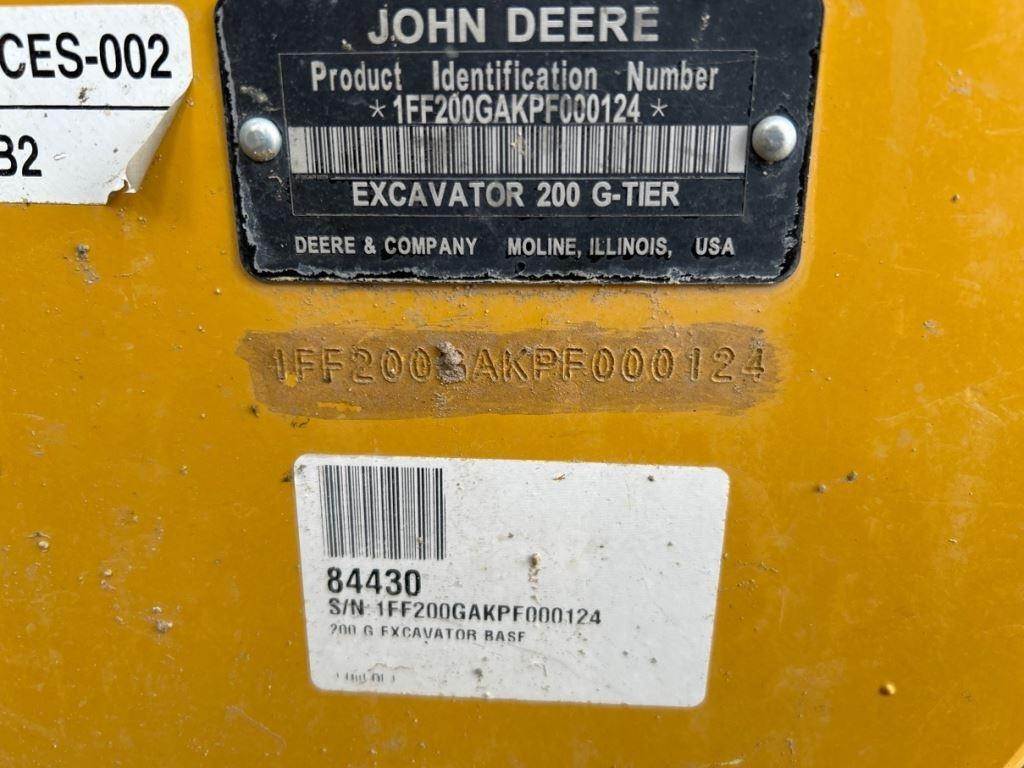 CES-002
B2
JOHN DEERE
Product Identification Number
*1FF200GAKPF000124*
EXCAVATOR 200 G-TIER
DEERE & COMPANY MOLINE, ILLINOIS, USA
1FF200GAKPF000124
84430
S/N: 1FF200GAKPF000124
200 G EXCAVATOR BASE